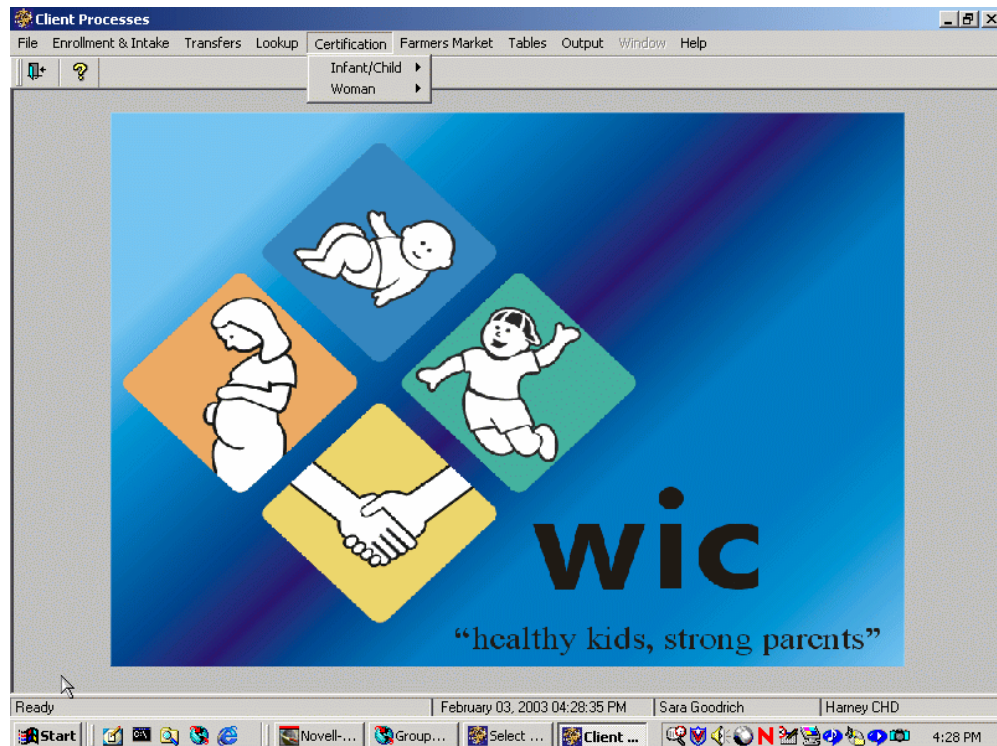 Client Processes
File Enrollment & Intake Transfers Lookup Certification Farmers Market Tables Output Window Help
Infant/Child
Woman
wic
“healthy kids, strong parents”
Ready February 03, 2003 04:28:35 PM Sara Goodrich Harney CHD
Start Novell-... Group... Select ... Client ... N 4:28 PM